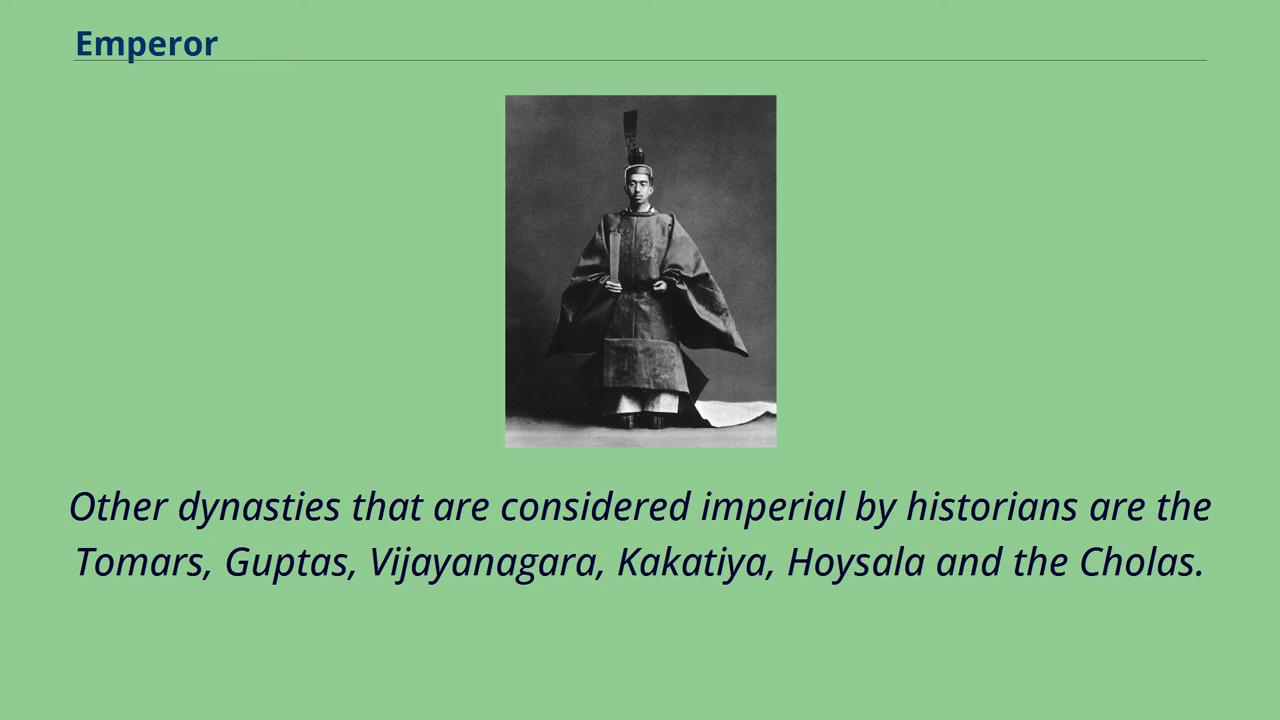 Emperor
Other dynasties that are considered imperial by historians are the
Tomars, Guptas, Vijayanagara, Kakatiya, Hoysala and the Cholas.